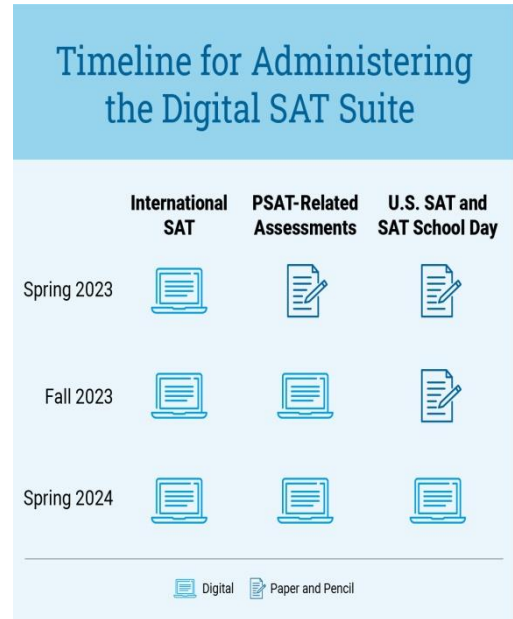 Timeline for Administering
the Digital SAT Suite
International
SAT
PSAT-Related
Assessments
U.S. SAT and
SAT School Day
Spring 2023
Fall 2023
Spring 2024
Digital
Paper and Pencil